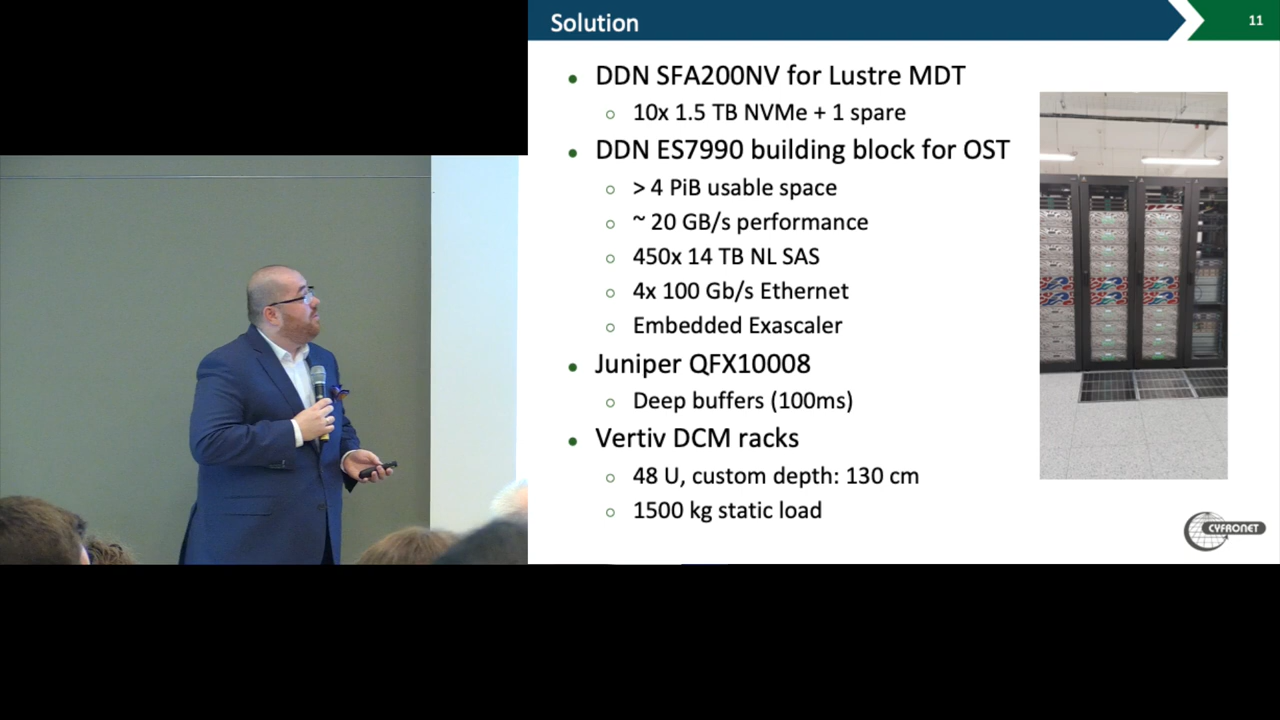 Solution
11
• DDN SFA200NV for Lustre MDT
○ 10x 1.5 TB NVMe + 1 spare
• DDN ES7990 building block for OST
○ > 4 PiB usable space
○ ~ 20 GB/s performance
○ 450x 14 TB NL SAS
○ 4x 100 Gb/s Ethernet
○ Embedded Exascaler
• Juniper QFX10008
○ Deep buffers (100ms)
• Vertiv DCM racks
○ 48 U, custom depth: 130 cm
○ 1500 kg static load
CYFRONET